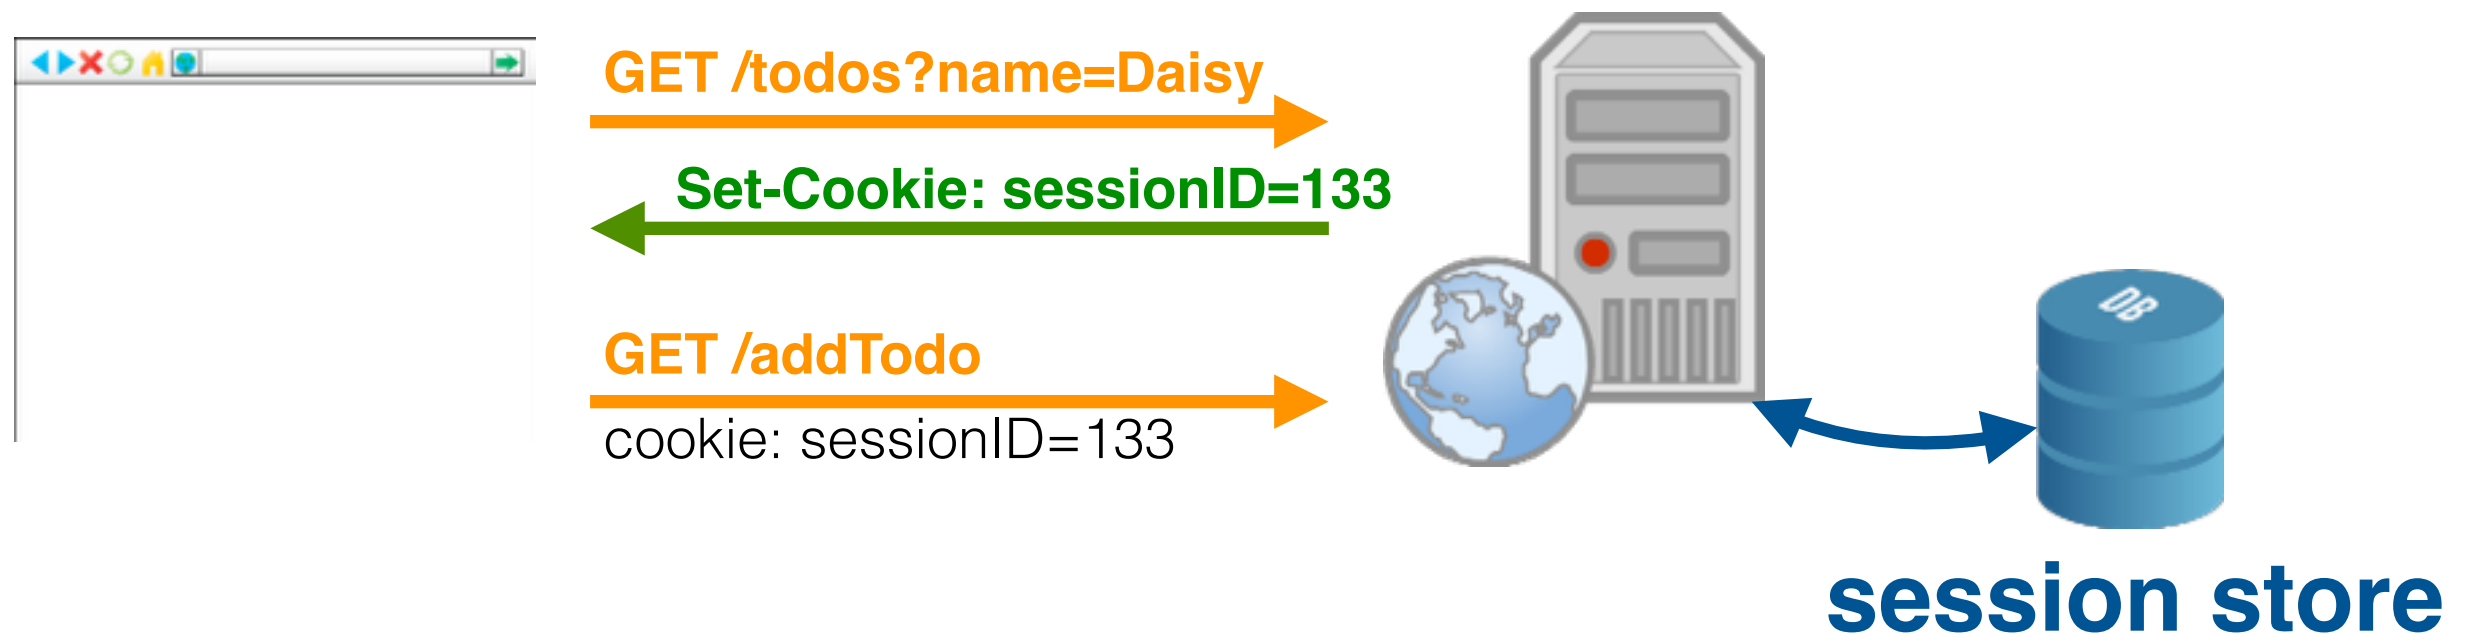 GET /todos?name=Daisy
Set-Cookie: sessionID=133
GET /addTodo
cookie: sessionID=133
DB
session store